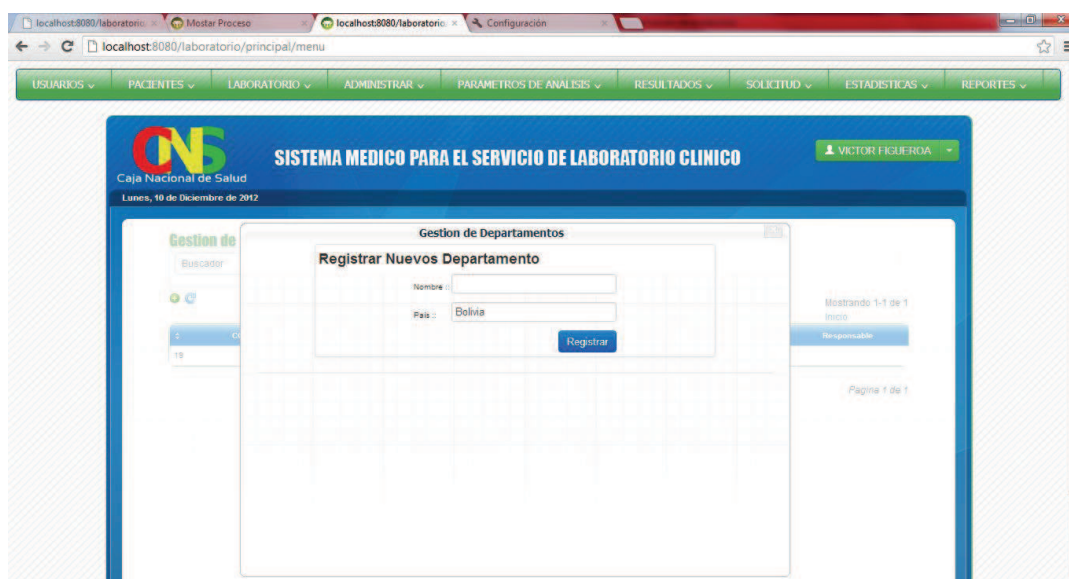 localhost:8080/laboratorio Mostar Proceso localhost:8080/laboratorio Configuración
localhost:8080/laboratorio/principal/menu
USUARIOS PACIENTES LABORATORIO ADMINISTRAR PARAMETROS DE ANALISIS RESULTADOS SOLICITUD ESTADISTICAS REPORTES
CNS
Caja Nacional de Salud
SISTEMA MEDICO PARA EL SERVICIO DE LABORATORIO CLINICO
VICTOR FIGUEROA
Lunes, 10 de Diciembre de 2012
Gestion de Departamentos
Gestion de
Registrar Nuevos Departamento
Buscador
Nombre ::
Mostrando 1-1 de 1
Pais :: Bolivia
Inicio
Registrar
Responsable
19
Pagina 1 de 1